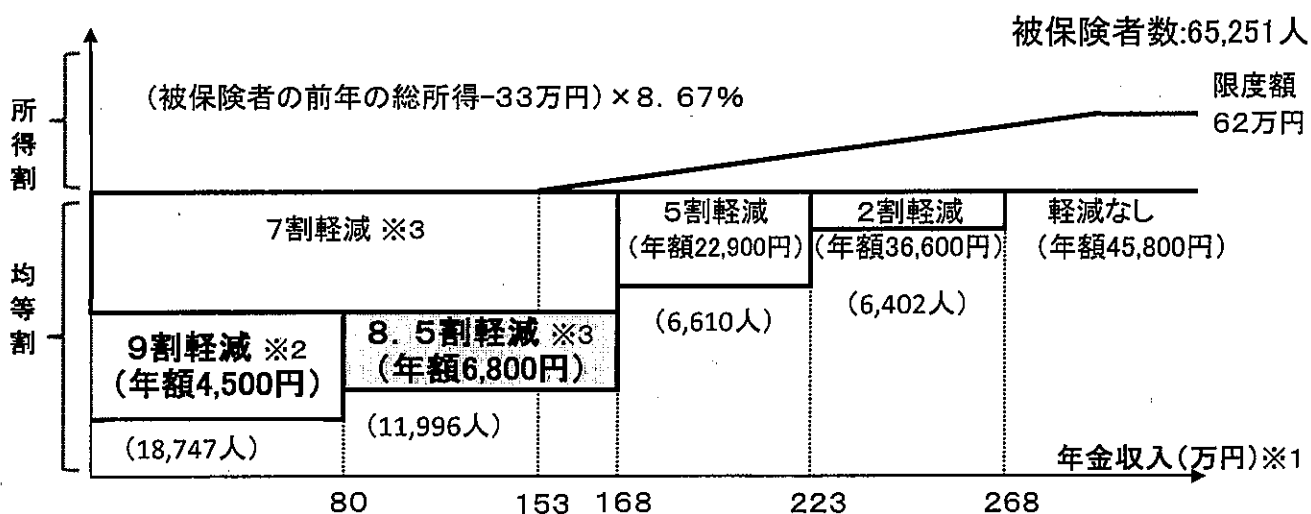 被保険者数:65,251人
所得割
(被保険者の前年の総所得-33万円)×8.67%
限度額
62万円
均等割
7割軽減 ※3
5割軽減
(年額22,900円)
2割軽減
(年額36,600円)
軽減なし
(年額45,800円)
9割軽減 ※2
(年額4,500円)
8.5割軽減 ※3
(年額6,800円)
(6,610人)
(6,402人)
(18,747人)
(11,996人)
年金収入(万円)※1
80 153 168 223 268